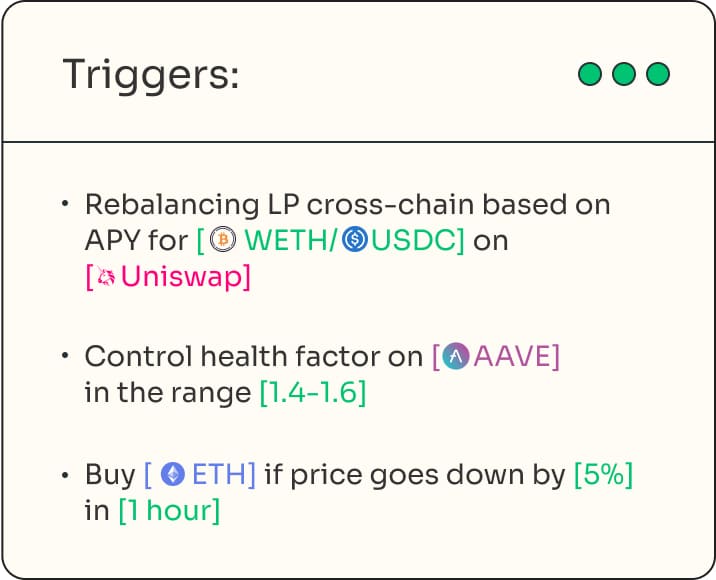 Triggers:
• Rebalancing LP cross-chain based on
APY for [WETH/USDC] on
[Uniswap]
• Control health factor on [AAVE]
in the range [1.4-1.6]
• Buy [ETH] if price goes down by [5%]
in [1 hour]